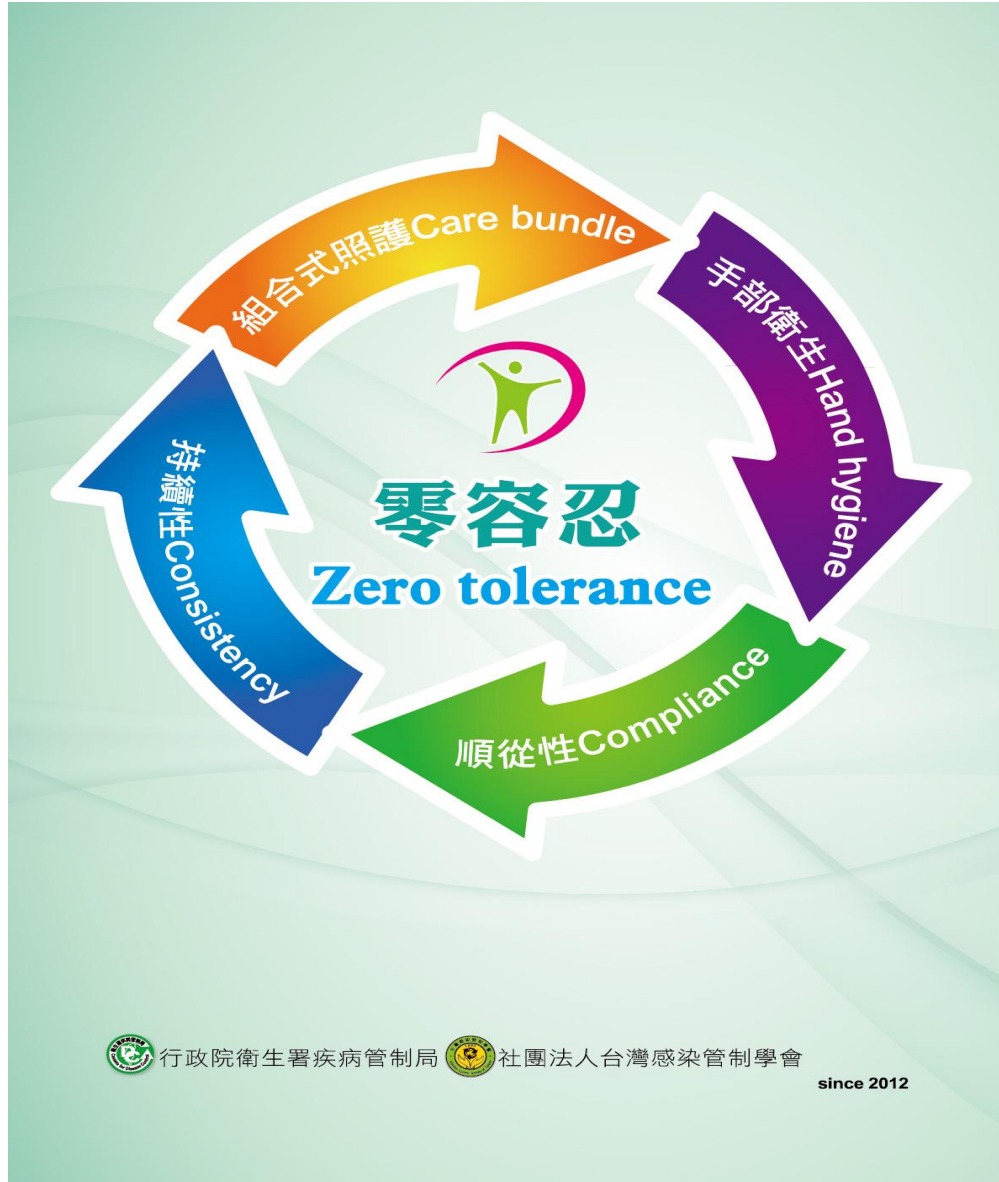 組合式照護Care bundle
手部衛生Hand hygiene
順從性Compliance
持續性Consistency
零容忍
Zero tolerance
行政院衛生署疾病管制局 社團法人台灣感染管制學會
since 2012